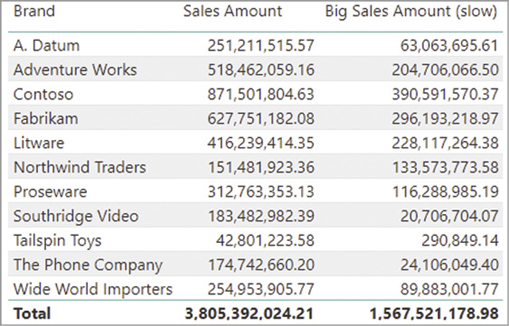 Brand Sales Amount Big Sales Amount (slow)
A. Datum 251,211,515.57 63,063,695.61
Adventure Works 518,462,059.16 204,706,066.50
Contoso 871,501,804.63 390,591,570.37
Fabrikam 627,751,182.08 296,193,218.97
Litware 416,239,414.35 228,117,264.38
Northwind Traders 151,481,923.36 133,573,773.58
Proseware 312,763,353.13 116,288,985.19
Southridge Video 183,482,982.39 20,706,704.07
Tailspin Toys 42,801,223.58 290,849.14
The Phone Company 174,742,660.20 24,106,049.40
Wide World Importers 254,953,905.77 89,883,001.77
Total 3,805,392,024.21 1,567,521,178.98